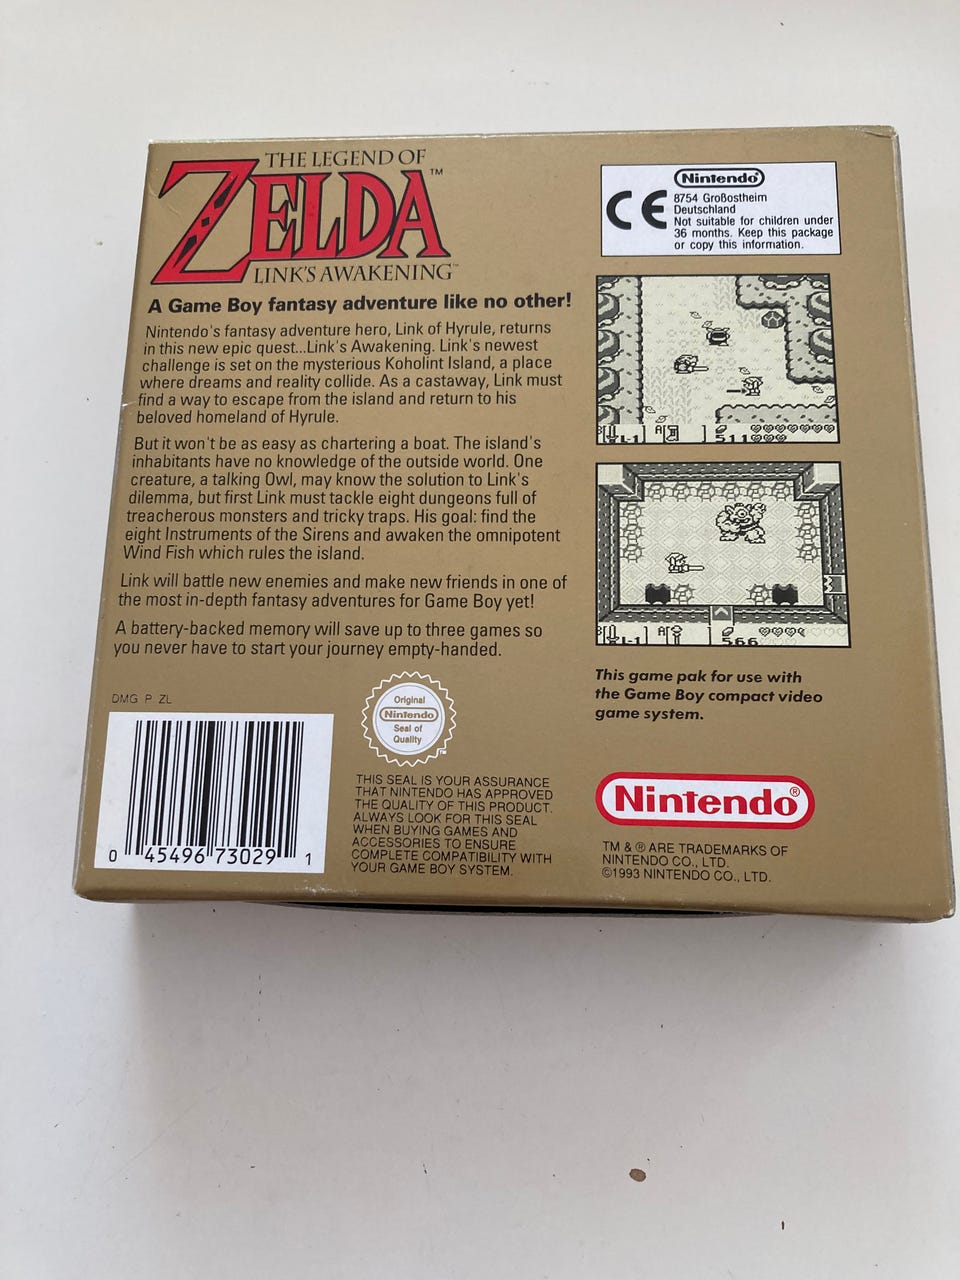 THE LEGEND OF
ZELDA™
LINK'S AWAKENING™
A Game Boy fantasy adventure like no other!
Nintendo's fantasy adventure hero, Link of Hyrule, returns
in this new epic quest...Link's Awakening. Link's newest
challenge is set on the mysterious Koholint Island, a place
where dreams and reality collide. As a castaway, Link must
find a way to escape from the island and return to his
beloved homeland of Hyrule.
But it won't be as easy as chartering a boat. The island's
inhabitants have no knowledge of the outside world. One
creature, a talking Owl, may know the solution to Link's
dilemma, but first Link must tackle eight dungeons full of
treacherous monsters and tricky traps. His goal: find the
eight Instruments of the Sirens and awaken the omnipotent
Wind Fish which rules the island.
Link will battle new enemies and make new friends in one of
the most in-depth fantasy adventures for Game Boy yet!
A battery-backed memory will save up to three games so
you never have to start your journey empty-handed.
DMG P ZL
0 45496 73029 1
Original
Nintendo
Seal of
Quality
™
THIS SEAL IS YOUR ASSURANCE
THAT NINTENDO HAS APPROVED
THE QUALITY OF THIS PRODUCT.
ALWAYS LOOK FOR THIS SEAL
WHEN BUYING GAMES AND
ACCESSORIES TO ENSURE
COMPLETE COMPATIBILITY WITH
YOUR GAME BOY SYSTEM.
CE
Nintendo®
8754 Großostheim
Deutschland
Not suitable for children under
36 months. Keep this package
or copy this information.
B L-1 A 511
B L-1 A 566
This game pak for use with
the Game Boy compact video
game system.
Nintendo®
TM & ® ARE TRADEMARKS OF
NINTENDO CO., LTD.
©1993 NINTENDO CO., LTD.